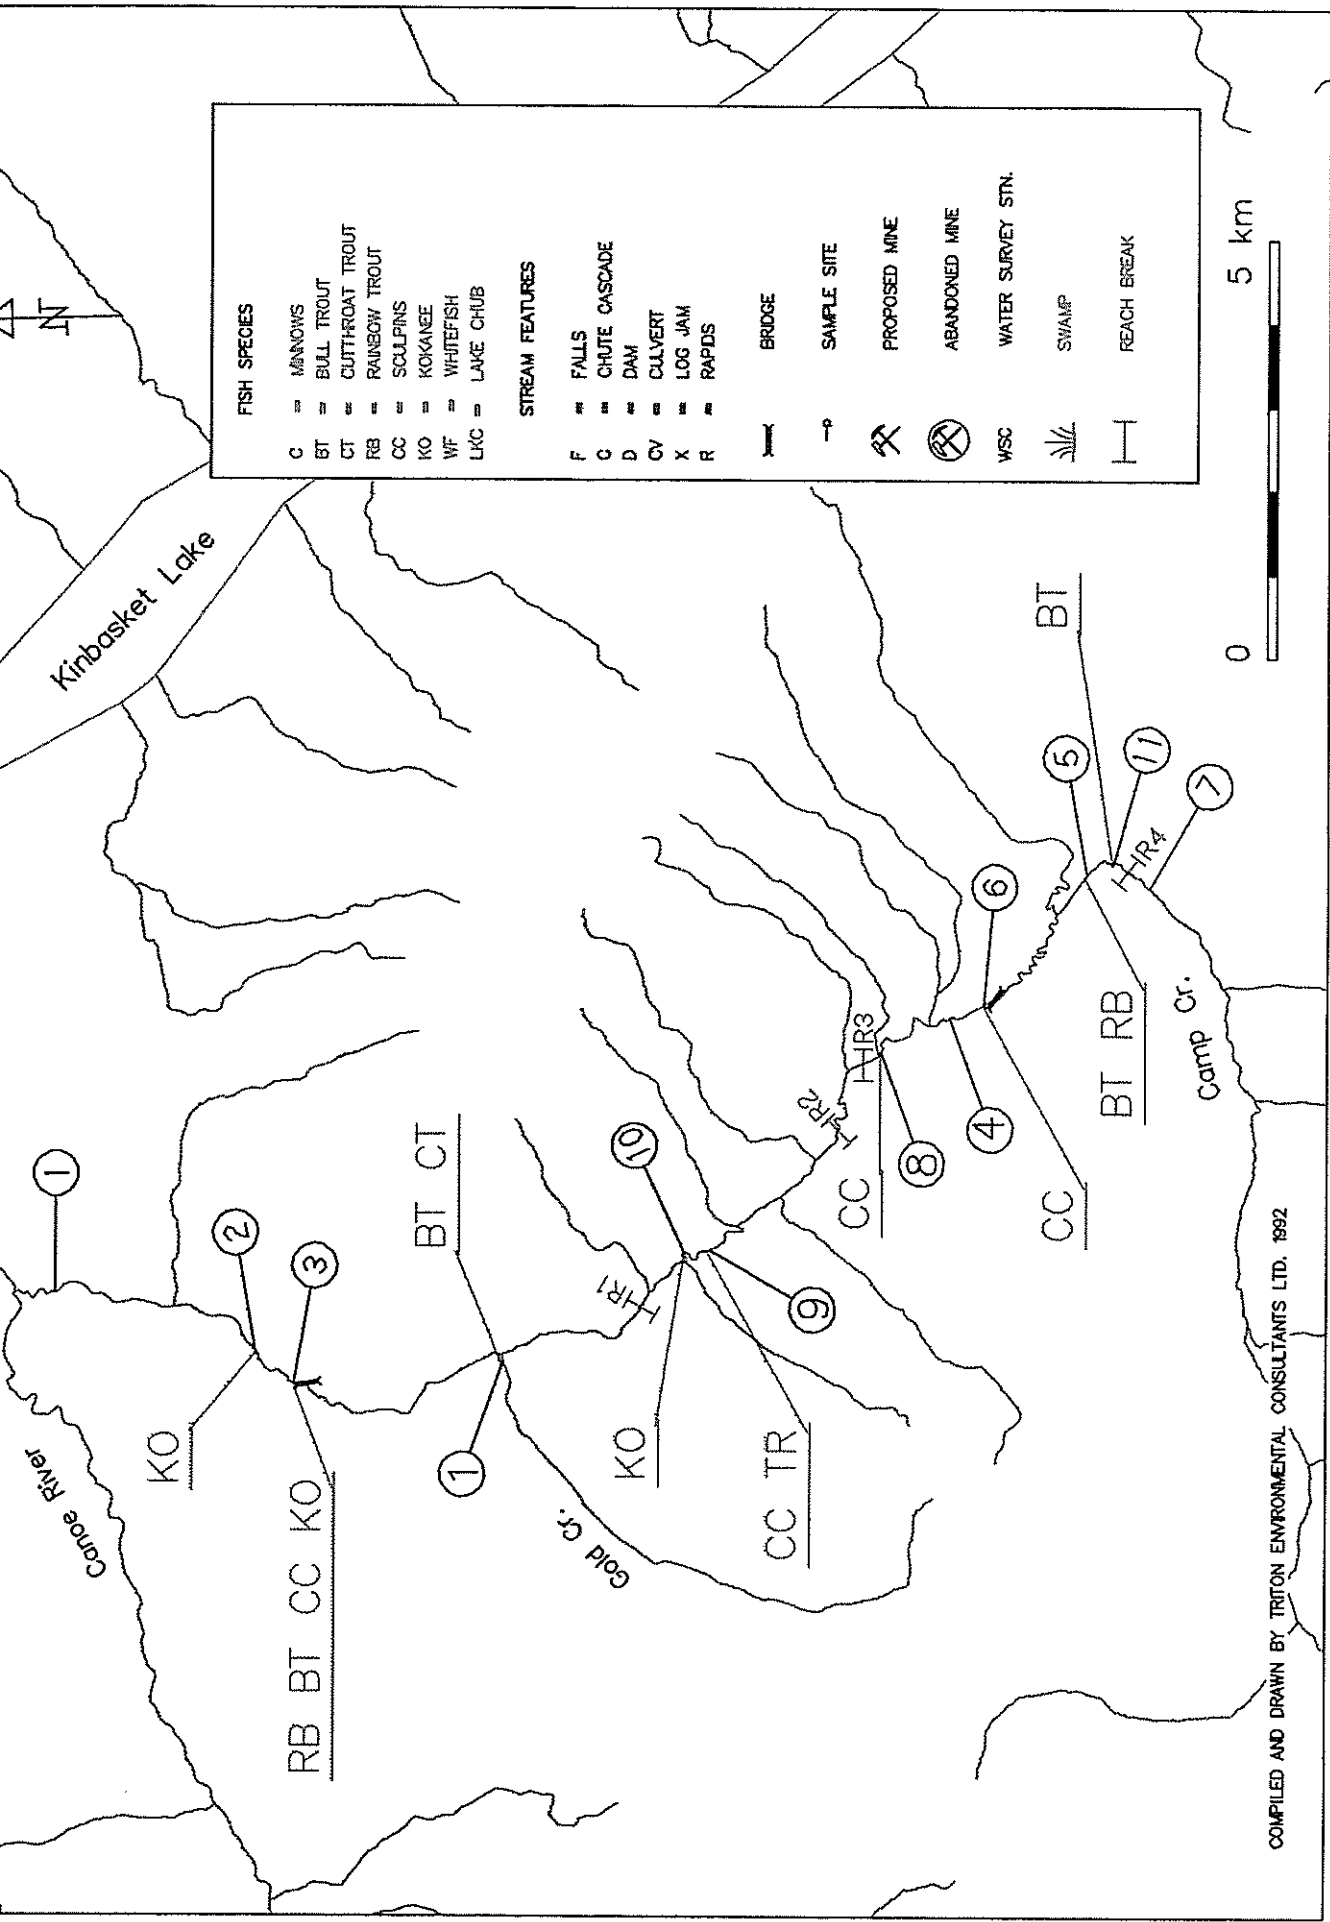 N
Kinbasket Lake
Canoe River
1
2
3
KO
RB BT CC KO
BT CT
1
Gold Cr.
R1
10
KO
9
CC TR
R2
R3
CC
8
4
6
CC
5
BT
11
R4
7
BT RB
Camp Cr.
FISH SPECIES
C = MINNOWS
BT = BULL TROUT
CT = CUTTHROAT TROUT
RB = RAINBOW TROUT
CC = SCULPINS
KO = KOKANEE
WF = WHITEFISH
LKC = LAKE CHUB
STREAM FEATURES
F = FALLS
C = CHUTE CASCADE
D = DAM
CV = CULVERT
X = LOG JAM
R = RAPIDS
BRIDGE
SAMPLE SITE
PROPOSED MINE
ABANDONED MINE
WSC WATER SURVEY STN.
SWAMP
REACH BREAK
0 5 km
COMPILED AND DRAWN BY TRITON ENVIRONMENTAL CONSULTANTS LTD. 1992